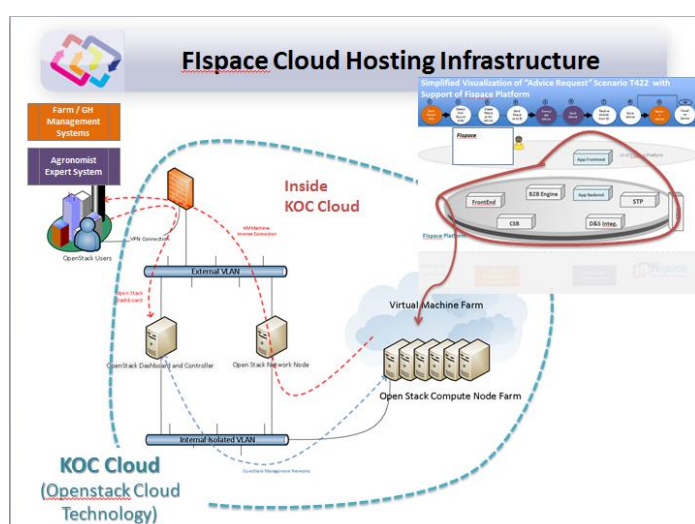 FIspace Cloud Hosting Infrastructure
Farm / GH
Management
Systems
Agronomist
Expert System
Simplified Visualization of "Advice Request" Scenario T422 with
Support of Fispace Platform
Fispace
App Frontend
FrontEnd
B2B Engine
App Backend
STP
CSB
D&S Integ.
Fispace Platform
Inside
KOC Cloud
VPN Connection
OpenStack Users
External VLAN
Open Stack
Dashboard
Virtual Machine Farm
OpenStack Dashboard and Controller
Open Stack Network Node
Open Stack Compute Node Farm
Internal Isolated VLAN
OpenStack Management Networks
KOC Cloud
(Openstack Cloud
Technology)